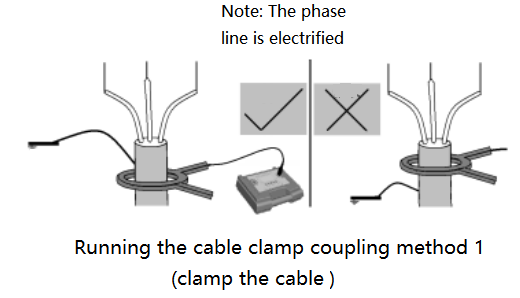 Note: The phase
line is electrified
Running the cable clamp coupling method 1
(clamp the cable )